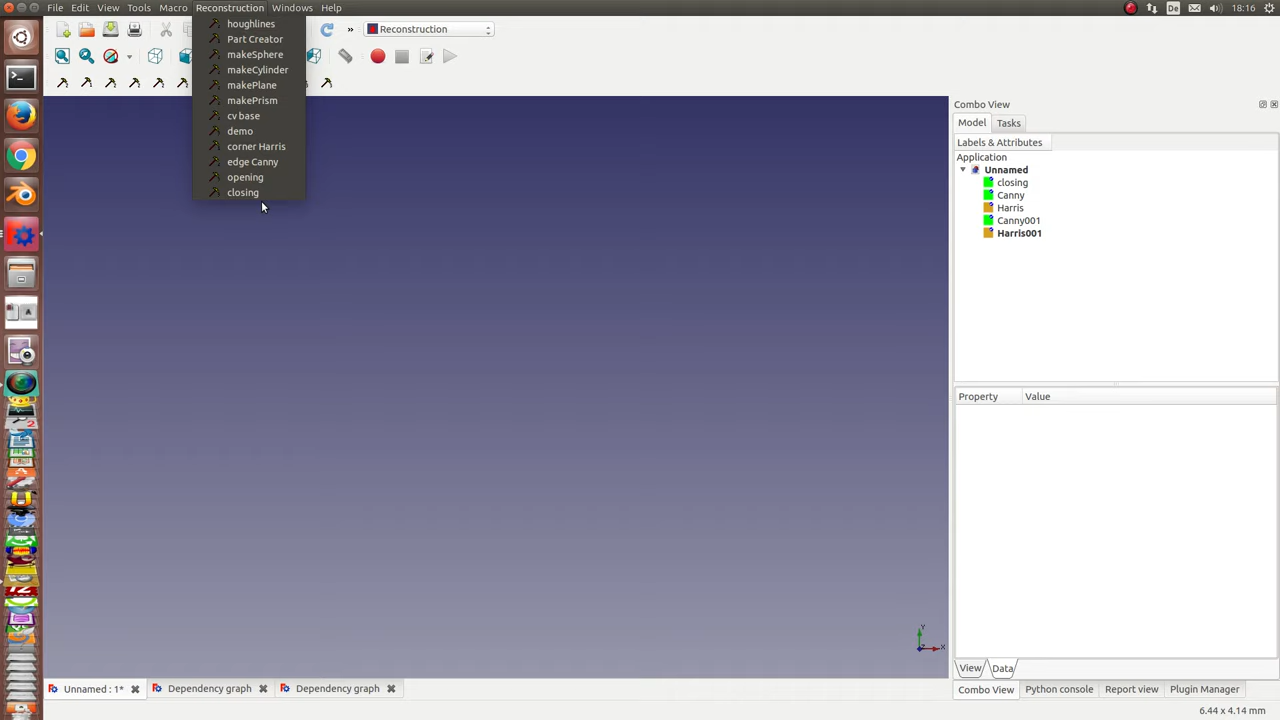 File Edit View Tools Macro Reconstruction Windows Help
De
18:16
houghlines
Part Creator
makeSphere
makeCylinder
makePlane
makePrism
cv base
demo
corner Harris
edge Canny
opening
closing
»
Reconstruction
Combo View
Model
Tasks
Labels & Attributes
Application
Unnamed
closing
Canny
Harris
Canny001
Harris001
Property
Value
View
Data
Unnamed : 1*
Dependency graph
Dependency graph
Combo View
Python console
Report view
Plugin Manager
Y
X
A
2
12
6.44 x 4.14 mm